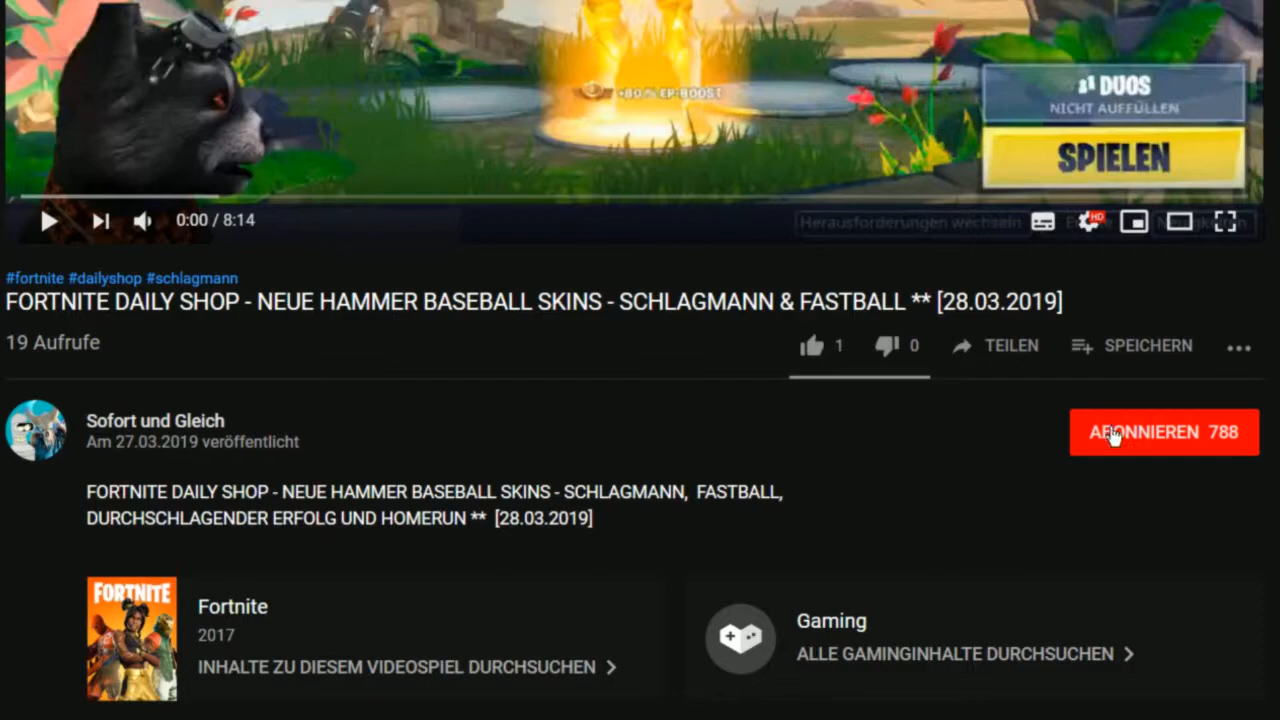 +80 % EP-BOOST
DUOS
NICHT AUFFÜLLEN
SPIELEN
0:00 / 8:14
Herausforderungen wechseln
HD
#fortnite #dailyshop #schlagmann
FORTNITE DAILY SHOP - NEUE HAMMER BASEBALL SKINS - SCHLAGMANN & FASTBALL ** [28.03.2019]
19 Aufrufe
1
0
TEILEN
SPEICHERN
Sofort und Gleich
Am 27.03.2019 veröffentlicht
ABONNIEREN 788
FORTNITE DAILY SHOP - NEUE HAMMER BASEBALL SKINS - SCHLAGMANN, FASTBALL,
DURCHSCHLAGENDER ERFOLG UND HOMERUN ** [28.03.2019]
FORTNITE
Fortnite
2017
INHALTE ZU DIESEM VIDEOSPIEL DURCHSUCHEN
Gaming
ALLE GAMINGINHALTE DURCHSUCHEN